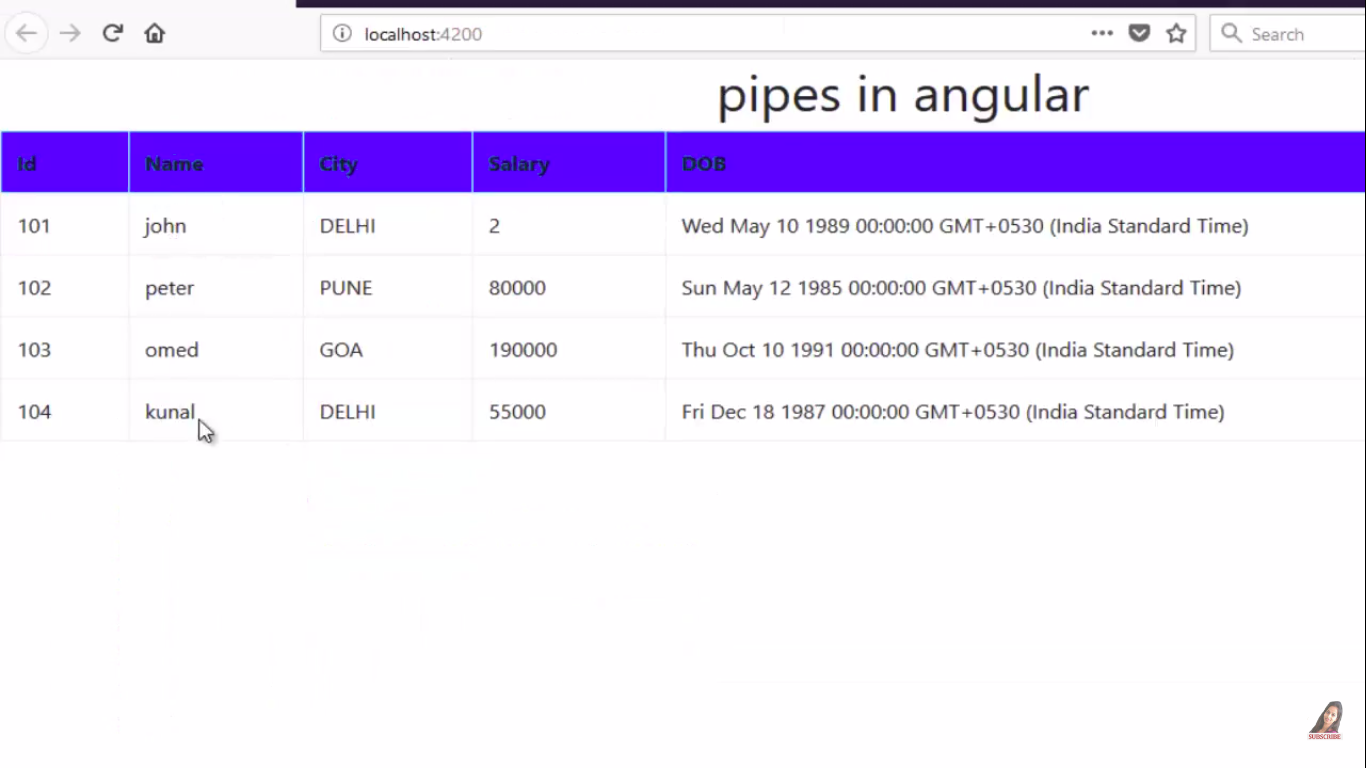 localhost:4200
Search
pipes in angular
Id Name City Salary DOB
101 john DELHI 2 Wed May 10 1989 00:00:00 GMT+0530 (India Standard Time)
102 peter PUNE 80000 Sun May 12 1985 00:00:00 GMT+0530 (India Standard Time)
103 omed GOA 190000 Thu Oct 10 1991 00:00:00 GMT+0530 (India Standard Time)
104 kunal DELHI 55000 Fri Dec 18 1987 00:00:00 GMT+0530 (India Standard Time)
SUBSCRIBE